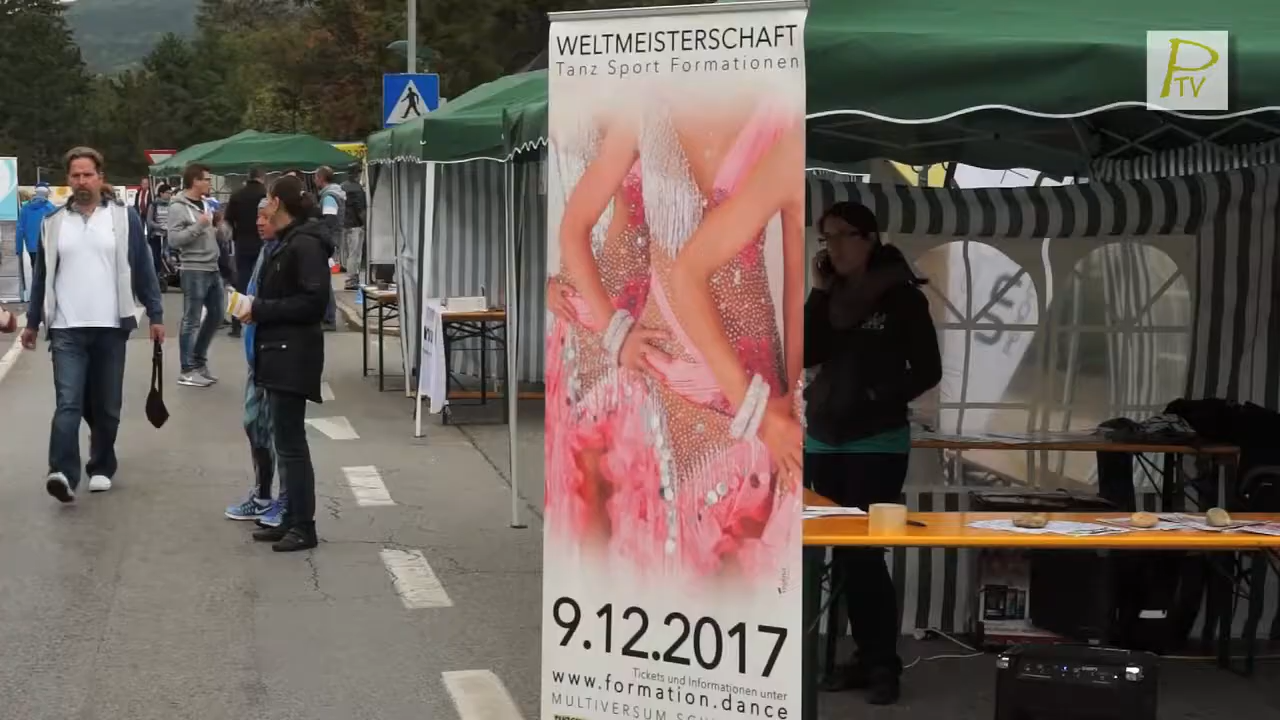 WELTMEISTERSCHAFT
Tanz Sport Formationen
9.12.2017
Tickets und Informationen unter
www.formation.dance
MULTIVERSUM
PTV